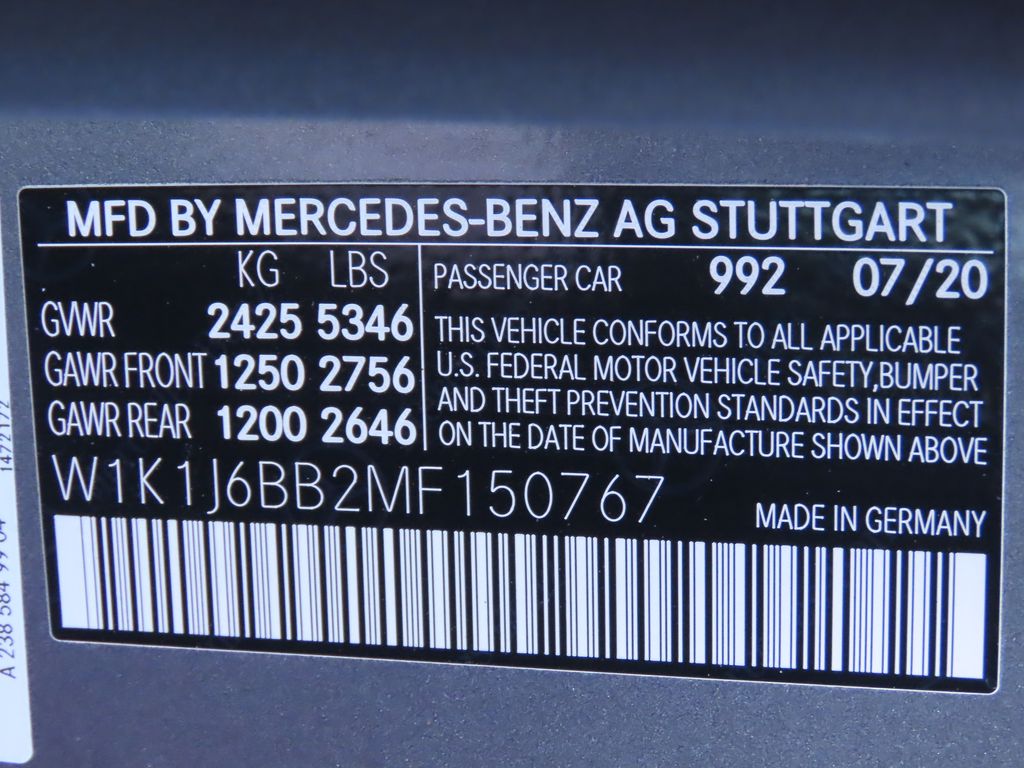 MFD BY MERCEDES-BENZ AG STUTTGART
KG LBS
GVWR 2425 5346
GAWR FRONT 1250 2756
GAWR REAR 1200 2646
PASSENGER CAR 992 07/20
THIS VEHICLE CONFORMS TO ALL APPLICABLE
U.S. FEDERAL MOTOR VEHICLE SAFETY,BUMPER
AND THEFT PREVENTION STANDARDS IN EFFECT
ON THE DATE OF MANUFACTURE SHOWN ABOVE
W1K1J6BB2MF150767
MADE IN GERMANY
A 238 584 99 04